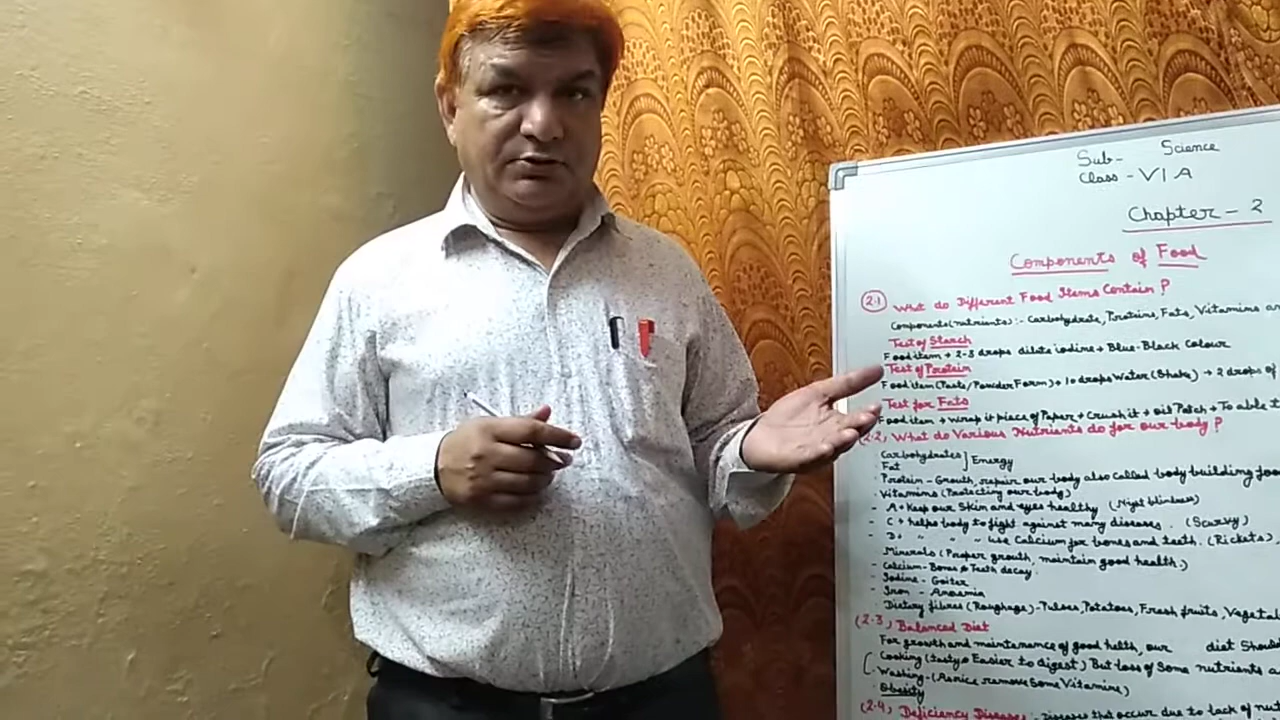 Sub- Science
Class - VI A
Chapter - 2
Components of Food
2.1 What do Different Food Items Contain ?
Components (nutrients) :- Carbohydrate, Proteins, Fats, Vitamins
Test of Starch
Food item + 2-3 drops dilute iodine → Blue-Black Colour
Test of Protein
Food item (Paste/Powder Form) + 10 drops Water (Shake) → 2 drops of
Test for Fats
Food item + wrap it piece of Paper + Crush it + oil Patch + To able t
(2.2) What do Various Nutrients do for our body ?
Carbohydrates
· Fat ] Energy
· Protein - Growth, repair our body also called body building foo
· Vitamins (Protecting our body)
- A → Keep our Skin and eyes healthy (Night blindness)
- C → helps body to fight against many diseases. (Scurvy)
- D → " " " use Calcium for bones and teeth. (Rickets)
Minerals (Proper growth, maintain good health)
- Calcium - Bones & Teeth decay.
- Iodine - Goiter
- Iron - Anaemia
Dietary fibres (Roughage) - Pulses, Potatoes, Fresh fruits, Vegetab
(2.3) Balanced Diet
For growth and maintenance of good helth, our diet Shoul
Cooking (tasty & Easier to digest) But loss of Some nutrients
· Washing - ( remove Some Vitamins)
· Obesity
(2.4) Deficiency Diseases - Diseases that occur due to lack of nut